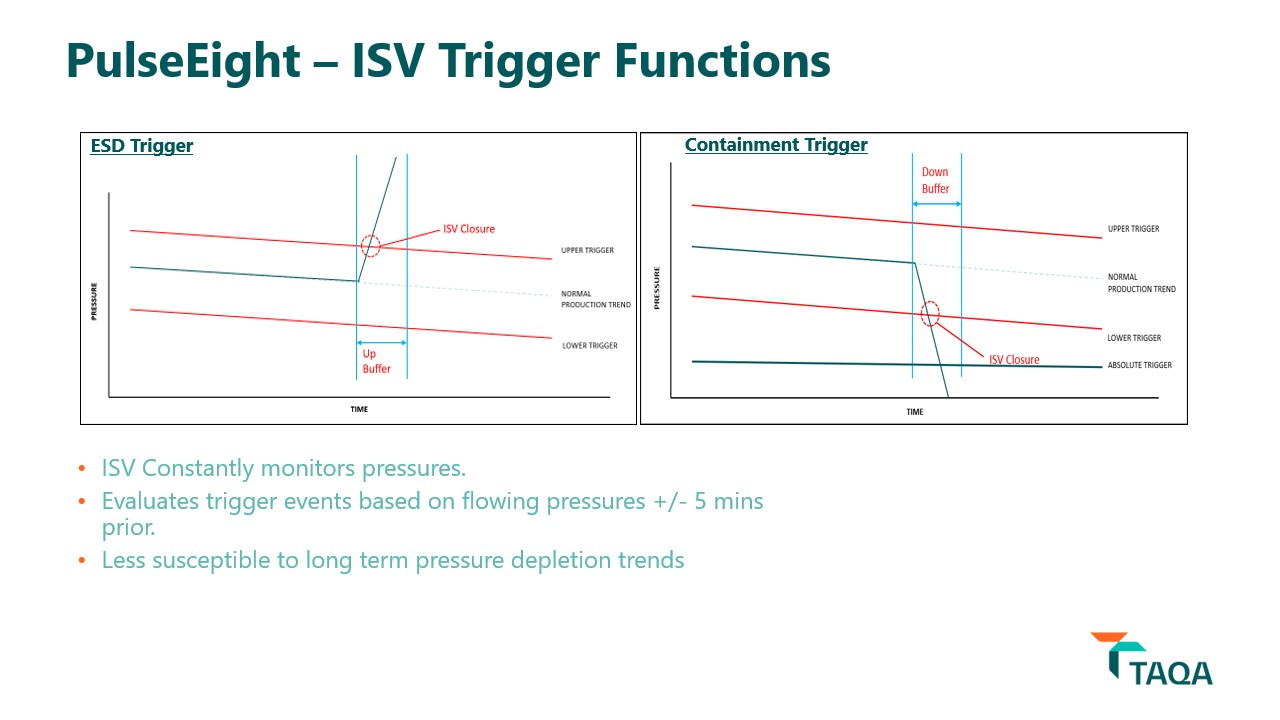 PulseEight – ISV Trigger Functions
ESD Trigger
ISV Closure
UPPER TRIGGER
NORMAL
PRODUCTION TREND
LOWER TRIGGER
Up
Buffer
PRESSURE
TIME
Containment Trigger
Down
Buffer
UPPER TRIGGER
NORMAL
PRODUCTION TREND
LOWER TRIGGER
ISV Closure
ABSOLUTE TRIGGER
PRESSURE
TIME
• ISV Constantly monitors pressures.
• Evaluates trigger events based on flowing pressures +/- 5 mins
prior.
• Less susceptible to long term pressure depletion trends
TAQA